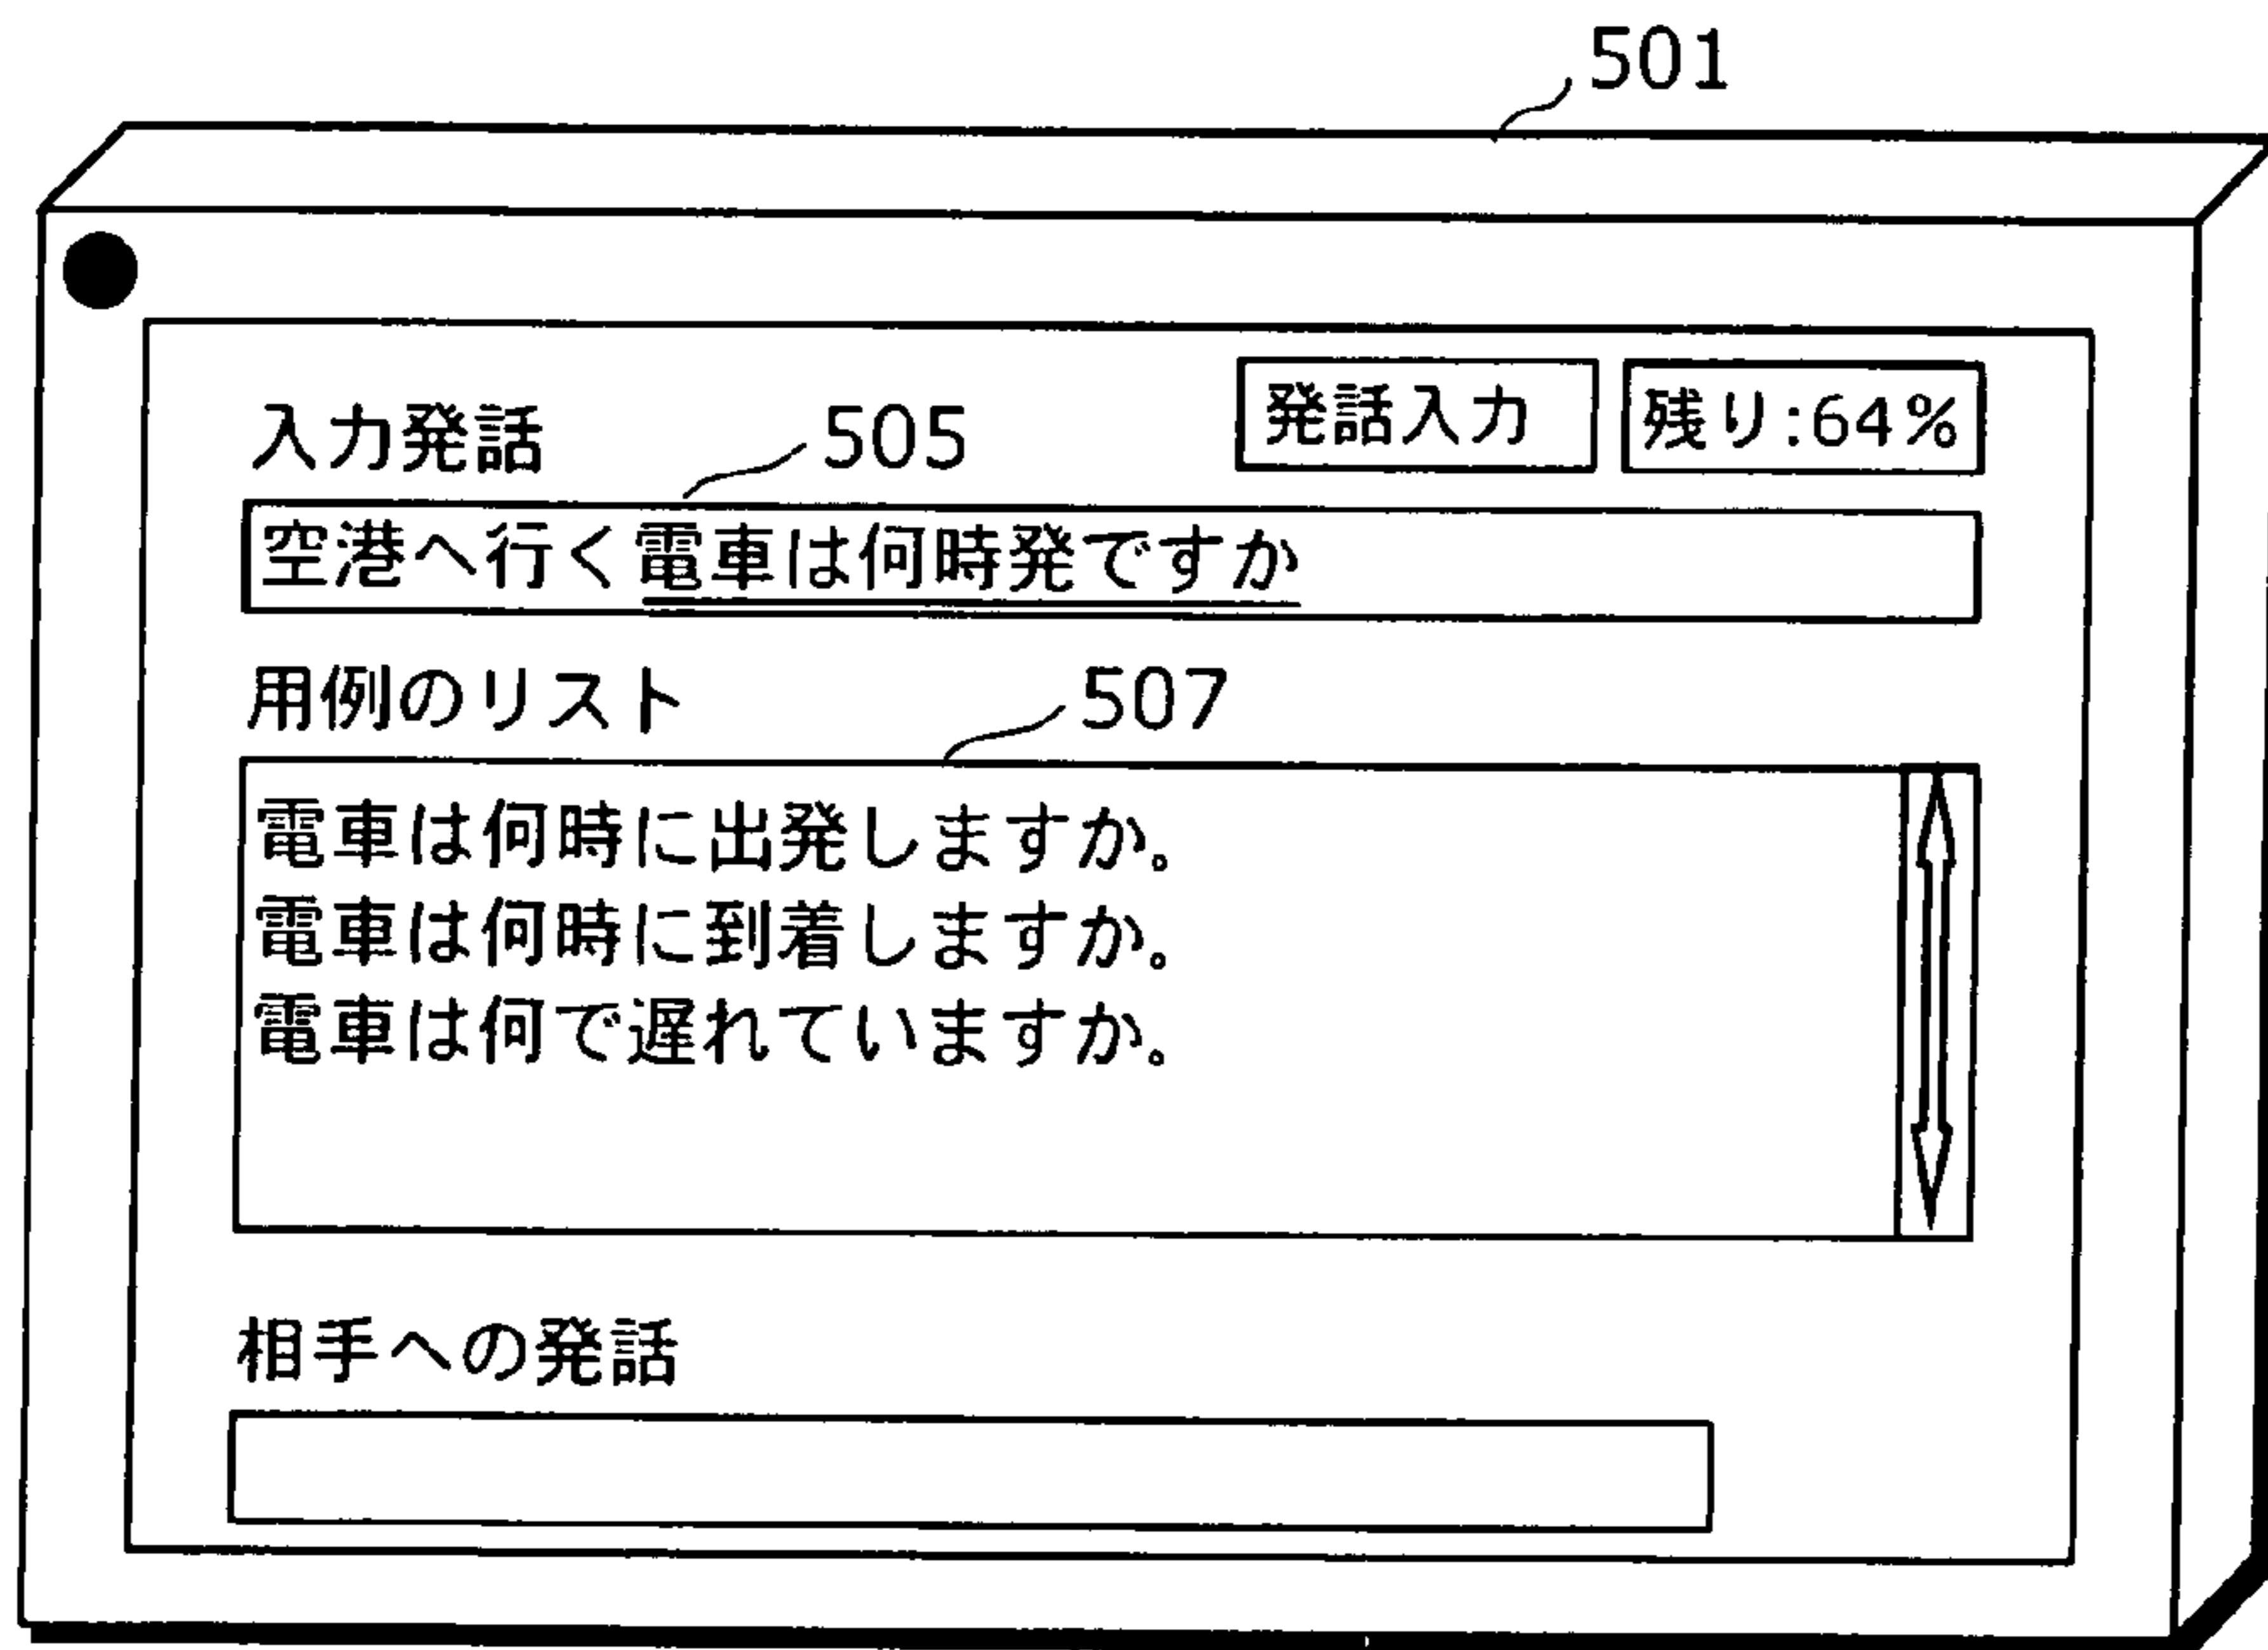 501
発話入力
残り:64%
入力発話
505
空港へ行く電車は何時発ですか
用例のリスト
507
電車は何時に出発しますか。
電車は何時に到着しますか。
電車は何で遅れていますか。
相手への発話